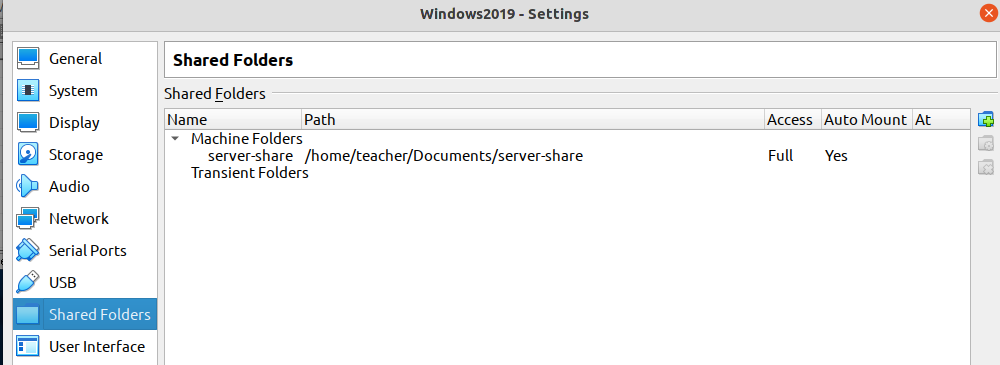 Windows2019 - Settings
General
System
Display
Storage
Audio
Network
Serial Ports
USB
Shared Folders
User Interface
Shared Folders
Shared Folders
Name Path Access Auto Mount At
Machine Folders
server-share /home/teacher/Documents/server-share Full Yes
Transient Folders